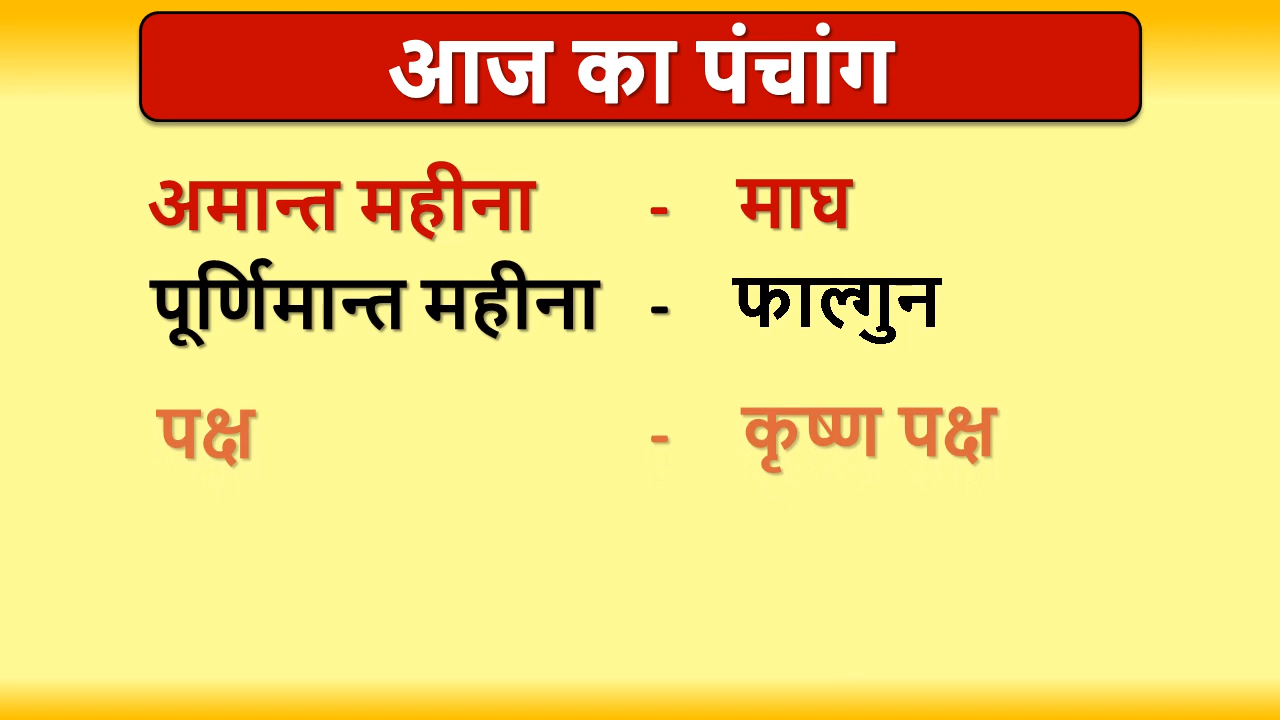 आज का पंचांग
अमान्त महीना - माघ
पूर्णिमान्त महीना - फाल्गुन
पक्ष - कृष्ण पक्ष